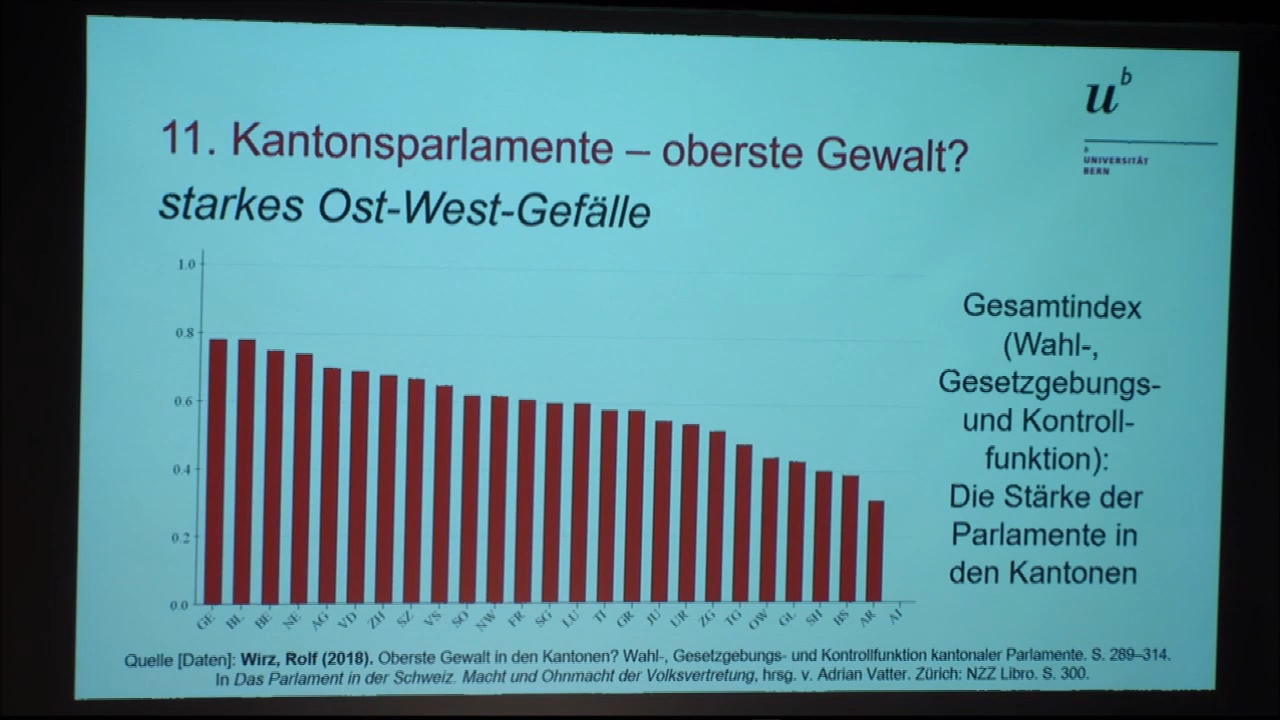 u^b
b
UNIVERSITÄT
BERN
11. Kantonsparlamente – oberste Gewalt?
starkes Ost-West-Gefälle
1.0
0.8
0.6
0.4
0.2
0.0
GE BL BE NE AG VD ZH SZ VS SO NW FR SG LU TI GR JU UR ZG TG OW GL SH BS AR AI
Gesamtindex
(Wahl-,
Gesetzgebungs-
und Kontroll-
funktion):
Die Stärke der
Parlamente in
den Kantonen
Quelle [Daten]: Wirz, Rolf (2018). Oberste Gewalt in den Kantonen? Wahl-, Gesetzgebungs- und Kontrollfunktion kantonaler Parlamente. S. 289–314.
In Das Parlament in der Schweiz. Macht und Ohnmacht der Volksvertretung, hrsg. v. Adrian Vatter. Zürich: NZZ Libro. S. 300.